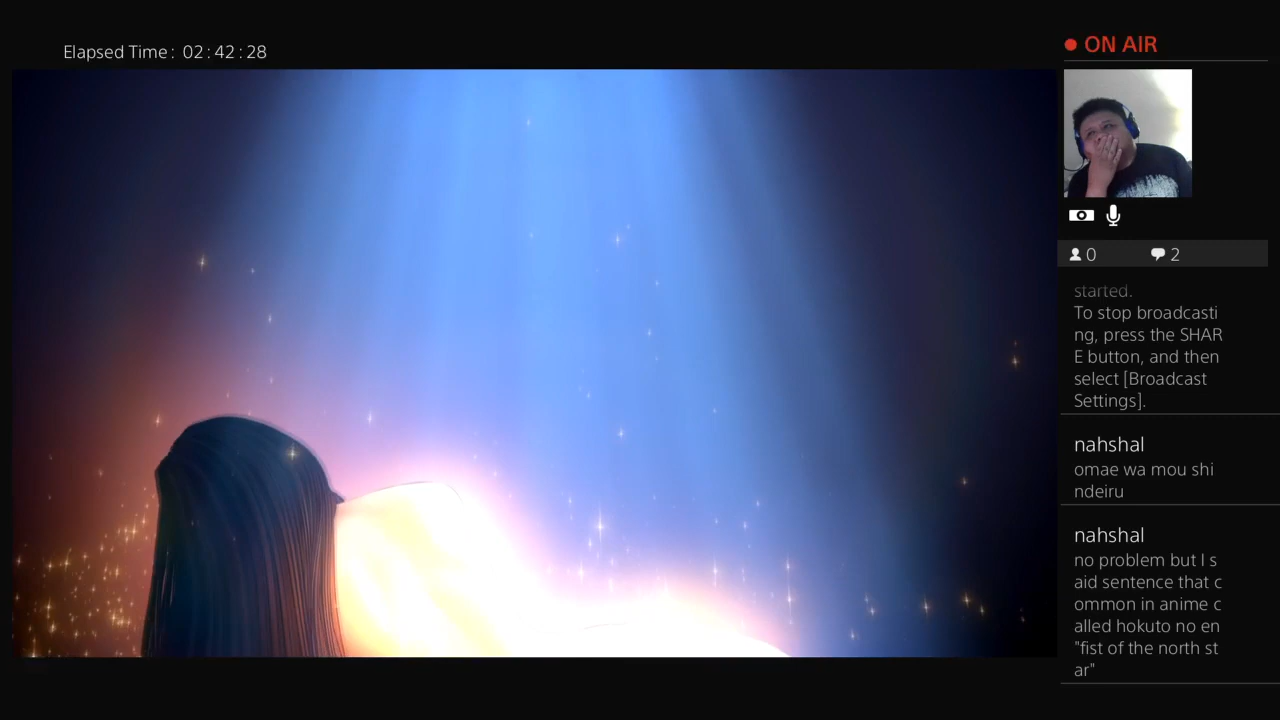 Elapsed Time: 02:42:28
ON AIR
0 2
started.
To stop broadcasti
ng, press the SHAR
E button, and then
select [Broadcast
Settings].
nahshal
omae wa mou shi
ndeiru
nahshal
no problem but I s
aid sentence that c
ommon in anime c
alled hokuto no en
"fist of the north st
ar"